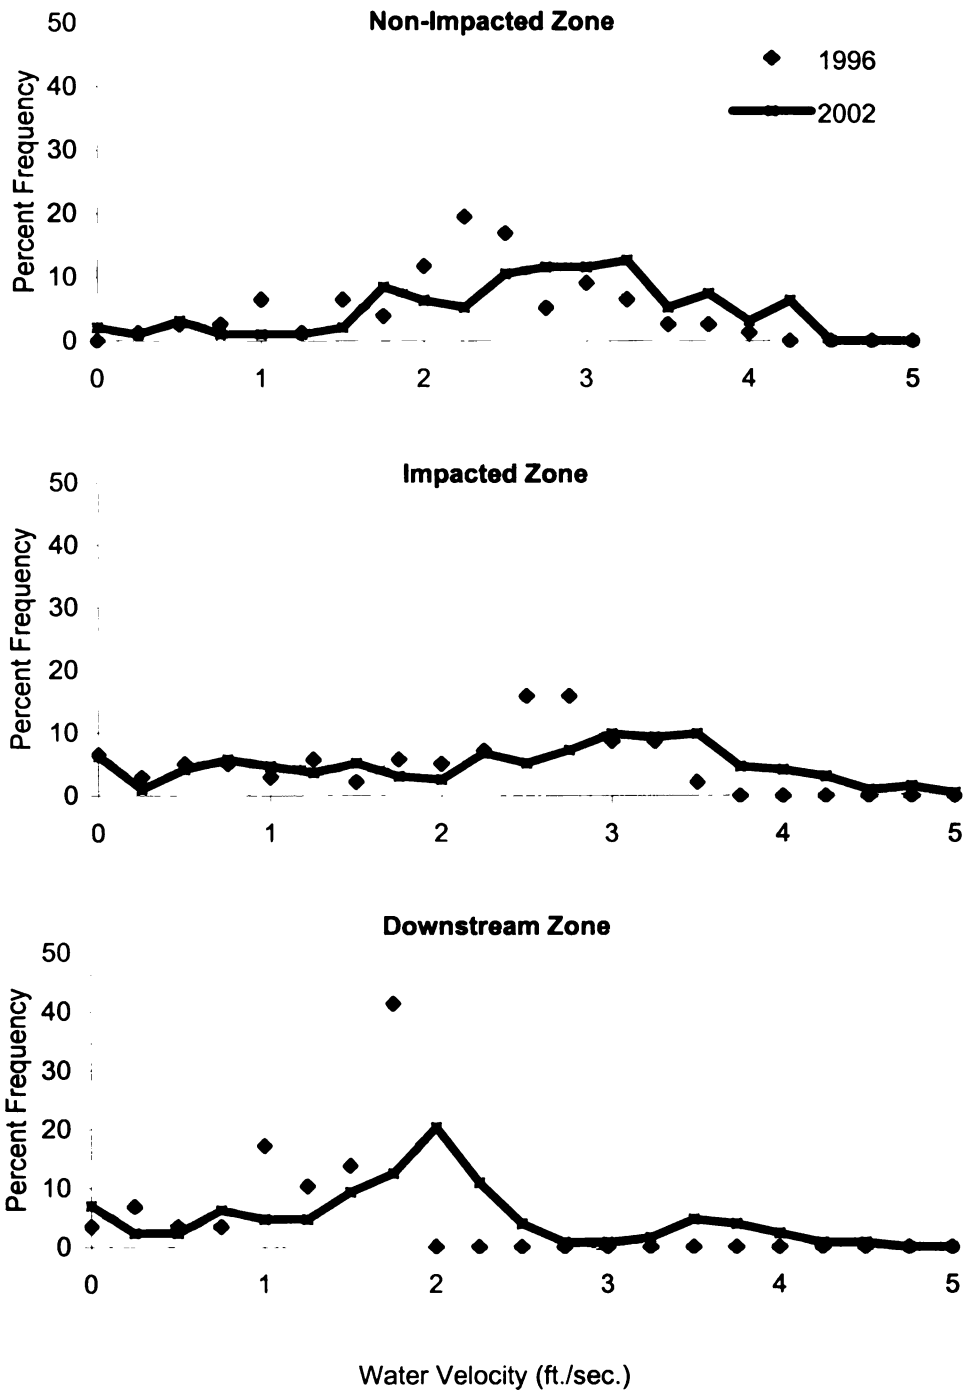 Non-Impacted Zone
50
40
30
20
10
0
Percent Frequency
1996
2002
0 1 2 3 4 5
Impacted Zone
50
40
30
20
10
0
Percent Frequency
0 1 2 3 4 5
Downstream Zone
50
40
30
20
10
0
Percent Frequency
0 1 2 3 4 5
Water Velocity (ft./sec.)